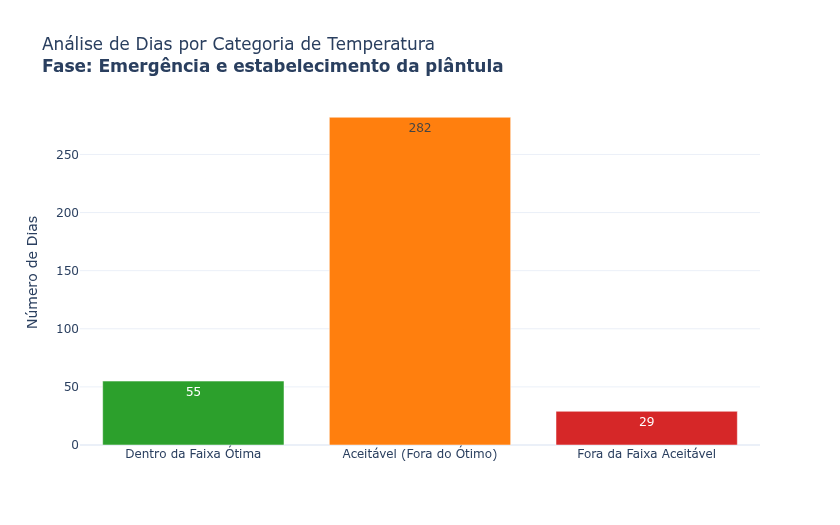 Análise de Dias por Categoria de Temperatura
Fase: Emergência e estabelecimento da plântula
Número de Dias
250
200
150
100
50
0
282
55
29
Dentro da Faixa Ótima
Aceitável (Fora do Ótimo)
Fora da Faixa Aceitável